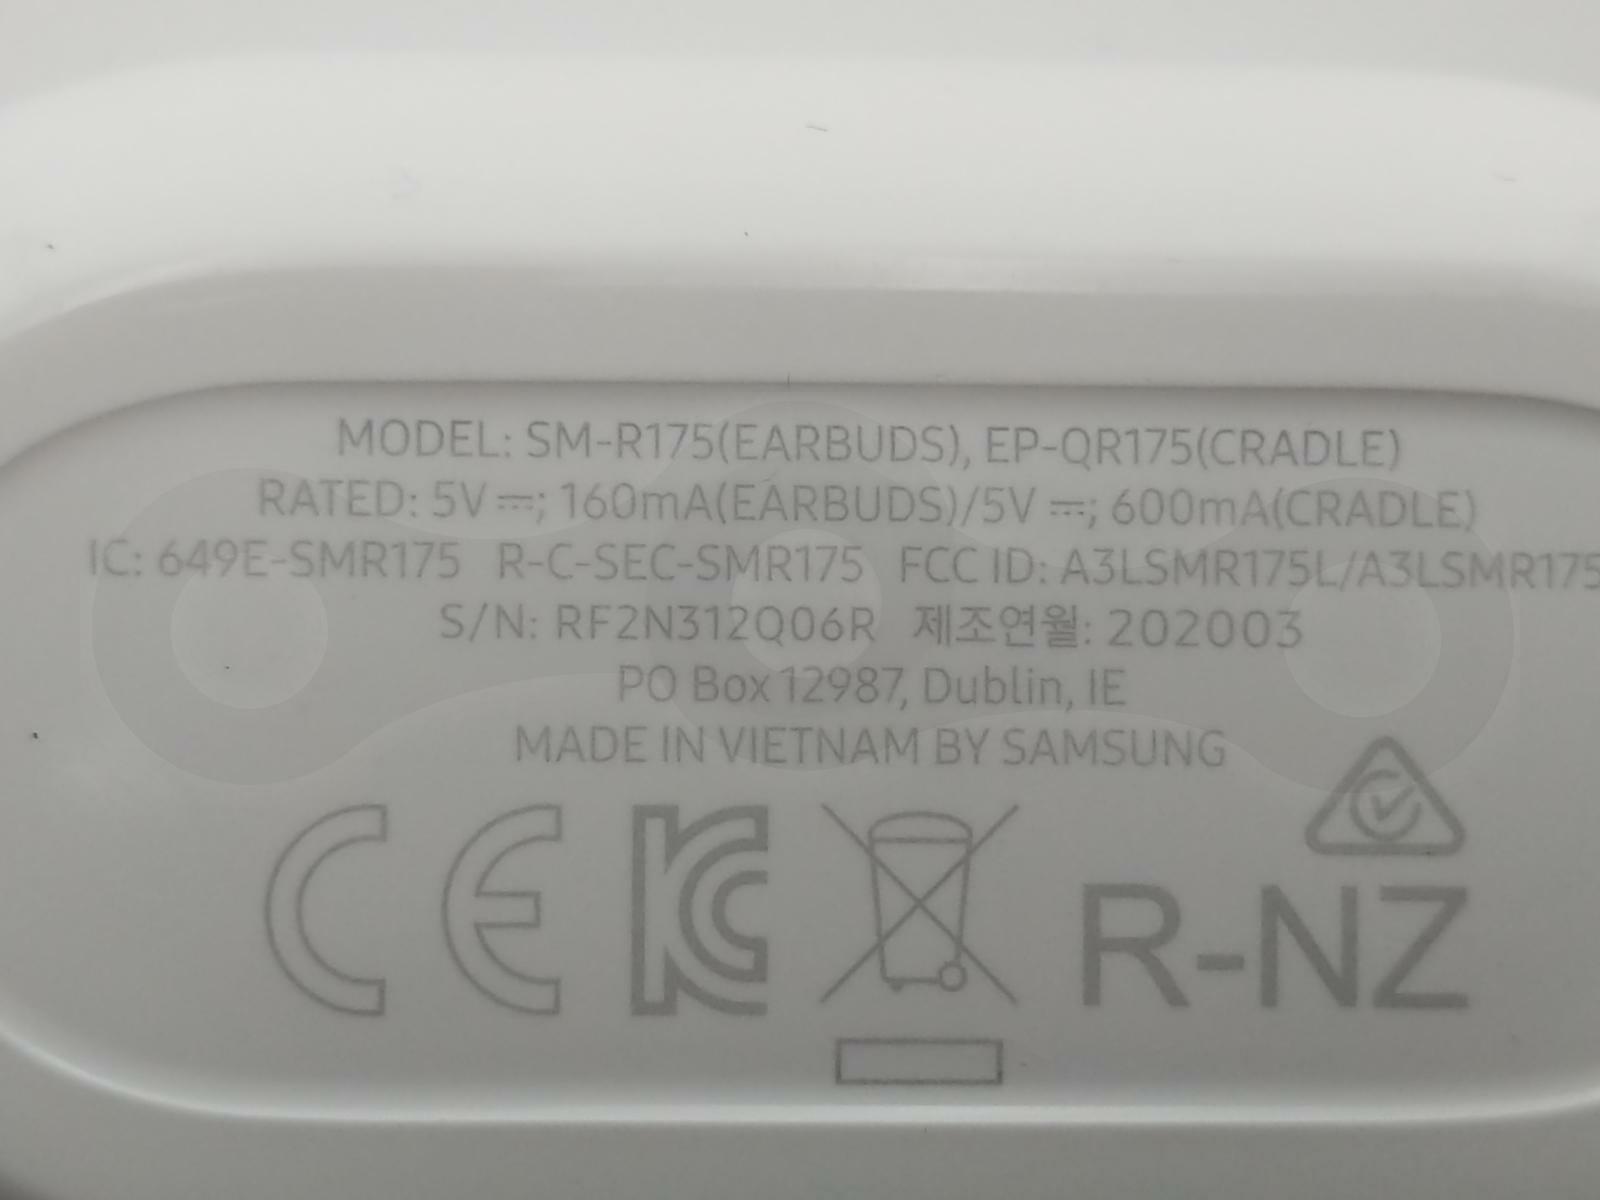 MODEL: SM-R175(EARBUDS), EP-QR175(CRADLE)
RATED: 5V ⎓; 160mA(EARBUDS)/5V ⎓; 600mA(CRADLE)
IC: 649E-SMR175 R-C-SEC-SMR175 FCC ID: A3LSMR175L/A3LSMR175
S/N: RF2N312Q06R 제조연월: 202003
PO Box 12987, Dublin, IE
MADE IN VIETNAM BY SAMSUNG
CE KC R-NZ